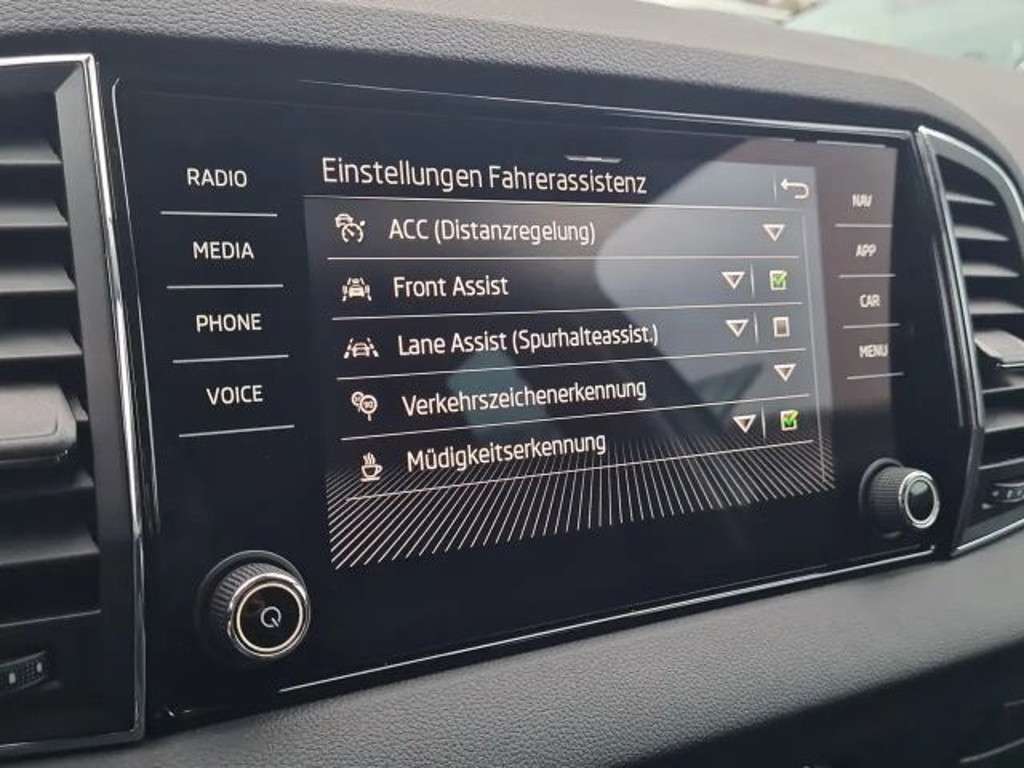 RADIO
MEDIA
PHONE
VOICE
Einstellungen Fahrerassistenz
ACC (Distanzregelung)
Front Assist
Lane Assist (Spurhalteassist.)
Verkehrszeichenerkennung
Müdigkeitserkennung
NAV
APP
CAR
MENU